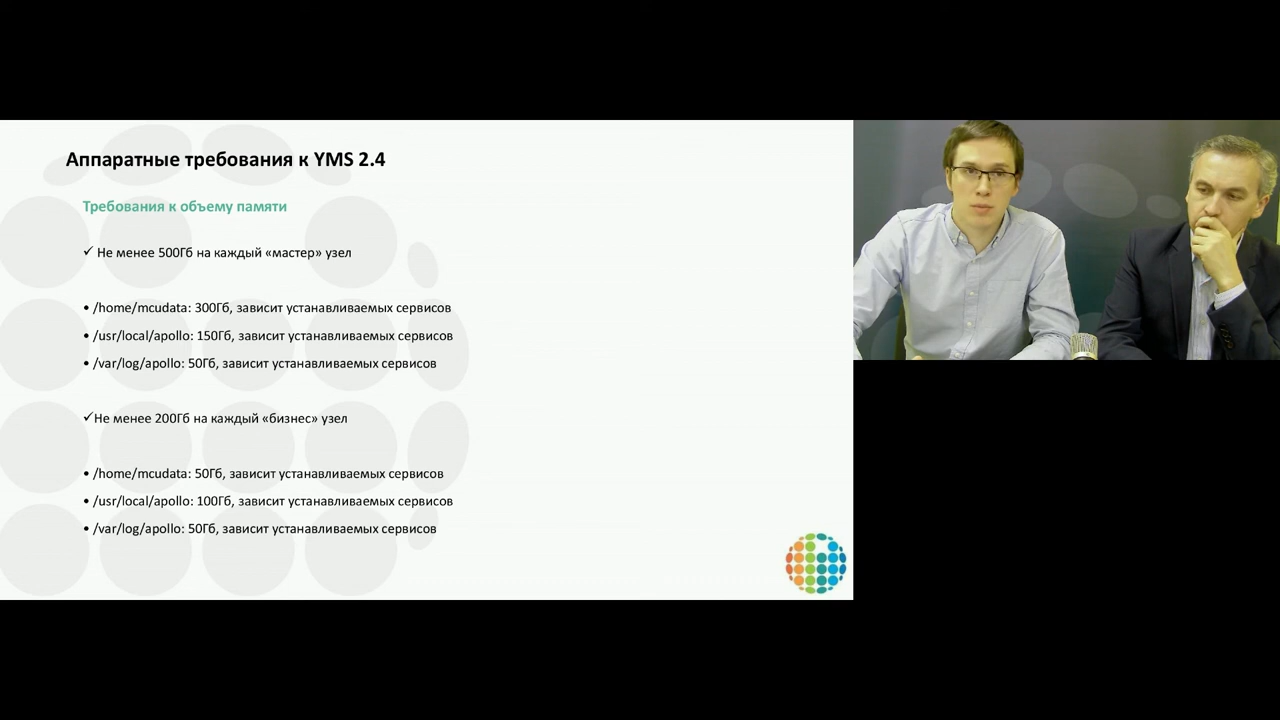 Аппаратные требования к YMS 2.4
Требования к объему памяти
✓ Не менее 500Гб на каждый «мастер» узел
• /home/mcudata: 300Гб, зависит устанавливаемых сервисов
• /usr/local/apollo: 150Гб, зависит устанавливаемых сервисов
• /var/log/apollo: 50Гб, зависит устанавливаемых сервисов
✓Не менее 200Гб на каждый «бизнес» узел
• /home/mcudata: 50Гб, зависит устанавливаемых сервисов
• /usr/local/apollo: 100Гб, зависит устанавливаемых сервисов
• /var/log/apollo: 50Гб, зависит устанавливаемых сервисов